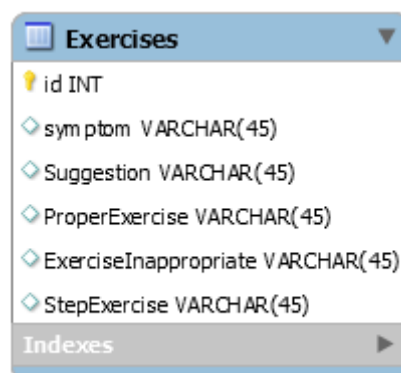 Exercises
id INT
symptom VARCHAR(45)
Suggestion VARCHAR(45)
ProperExercise VARCHAR(45)
ExerciseInappropriate VARCHAR(45)
StepExercise VARCHAR(45)
Indexes